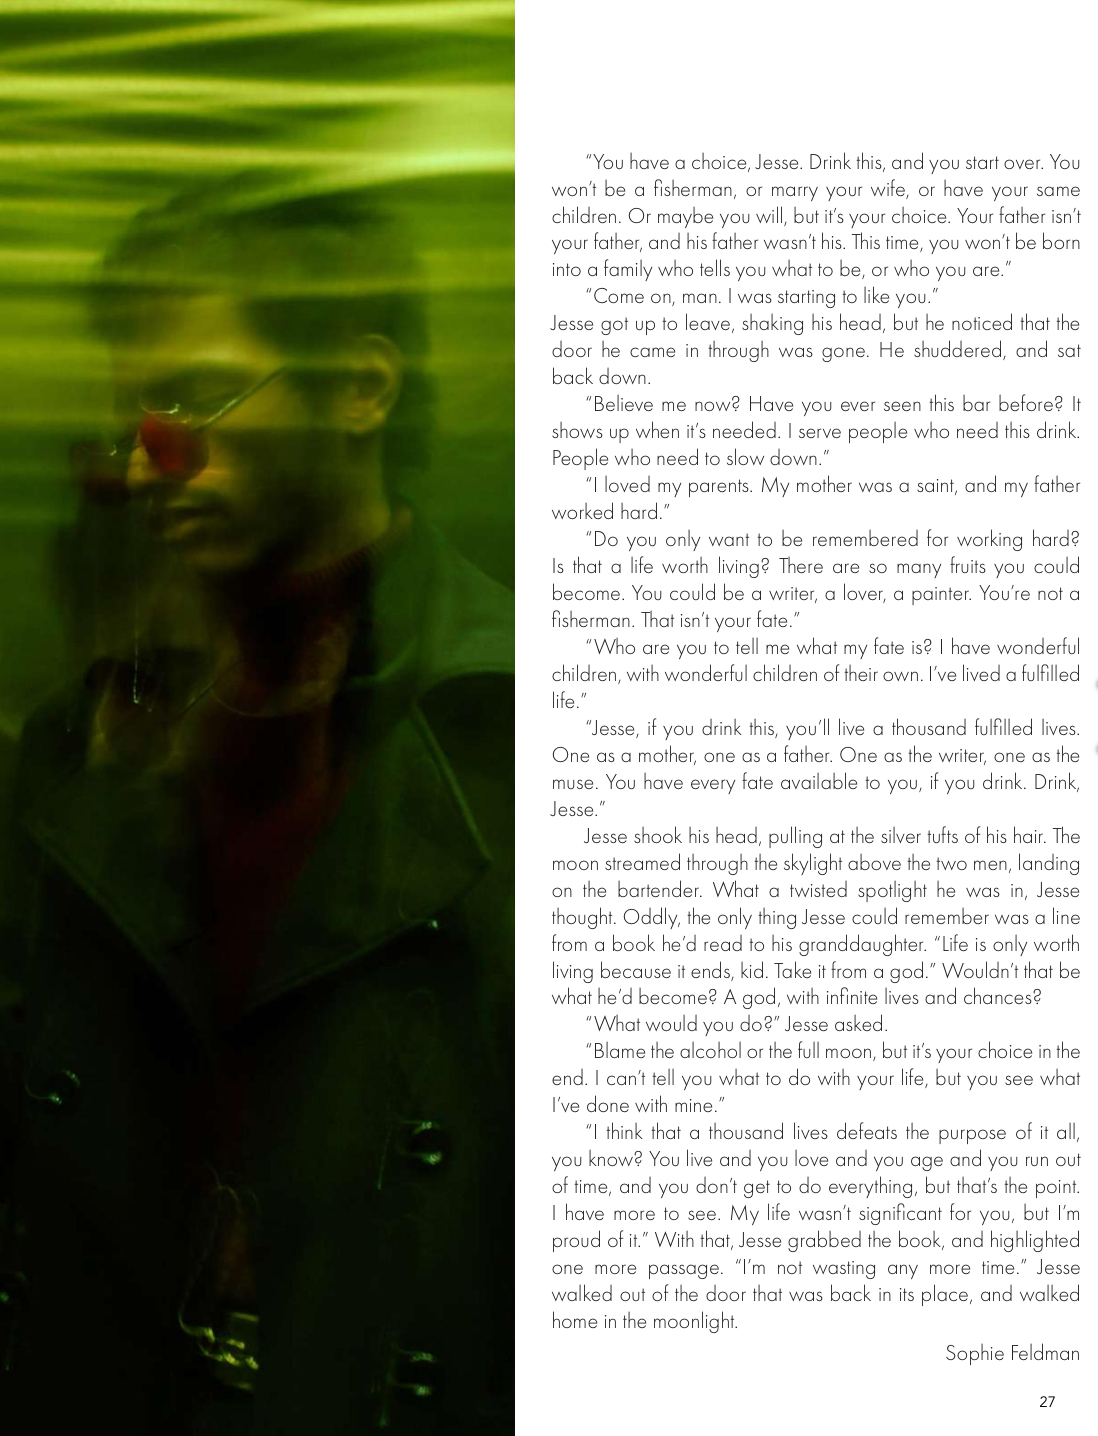 “You have a choice, Jesse. Drink this, and you start over. You
won’t be a fisherman, or marry your wife, or have your same
children. Or maybe you will, but it’s your choice. Your father isn’t
your father, and his father wasn’t his. This time, you won’t be born
into a family who tells you what to be, or who you are.”
“Come on, man. I was starting to like you.”
Jesse got up to leave, shaking his head, but he noticed that the
door he came in through was gone. He shuddered, and sat
back down.
“Believe me now? Have you ever seen this bar before? It
shows up when it’s needed. I serve people who need this drink.
People who need to slow down.”
“I loved my parents. My mother was a saint, and my father
worked hard.”
“Do you only want to be remembered for working hard?
Is that a life worth living? There are so many fruits you could
become. You could be a writer, a lover, a painter. You’re not a
fisherman. That isn’t your fate.”
“Who are you to tell me what my fate is? I have wonderful
children, with wonderful children of their own. I’ve lived a fulfilled
life.”
“Jesse, if you drink this, you’ll live a thousand fulfilled lives.
One as a mother, one as a father. One as the writer, one as the
muse. You have every fate available to you, if you drink. Drink,
Jesse.”
Jesse shook his head, pulling at the silver tufts of his hair. The
moon streamed through the skylight above the two men, landing
on the bartender. What a twisted spotlight he was in, Jesse
thought. Oddly, the only thing Jesse could remember was a line
from a book he’d read to his granddaughter. “Life is only worth
living because it ends, kid. Take it from a god.” Wouldn’t that be
what he’d become? A god, with infinite lives and chances?
“What would you do?” Jesse asked.
“Blame the alcohol or the full moon, but it’s your choice in the
end. I can’t tell you what to do with your life, but you see what
I’ve done with mine.”
“I think that a thousand lives defeats the purpose of it all,
you know? You live and you love and you age and you run out
of time, and you don’t get to do everything, but that’s the point.
I have more to see. My life wasn’t significant for you, but I’m
proud of it.” With that, Jesse grabbed the book, and highlighted
one more passage. “I’m not wasting any more time.” Jesse
walked out of the door that was back in its place, and walked
home in the moonlight.
Sophie Feldman
27